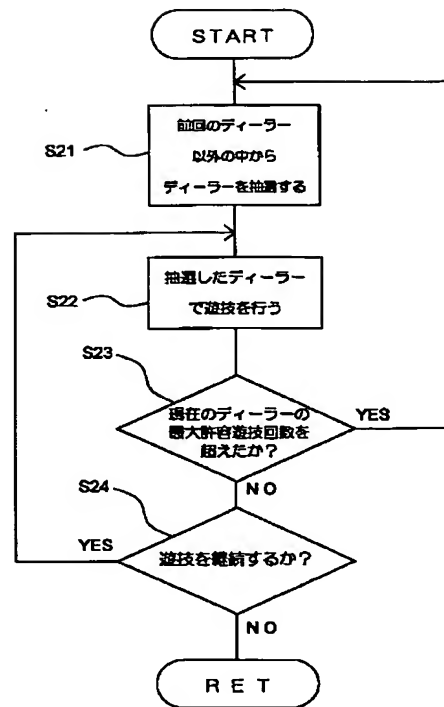 START
前回のディーラー
以外の中から
ディーラーを抽選する
S21
抽選したディーラー
で遊技を行う
S22
S23
現在のディーラーの
最大許容遊技回数を
超えたか？
YES
NO
S24
YES
遊技を継続するか？
NO
RET